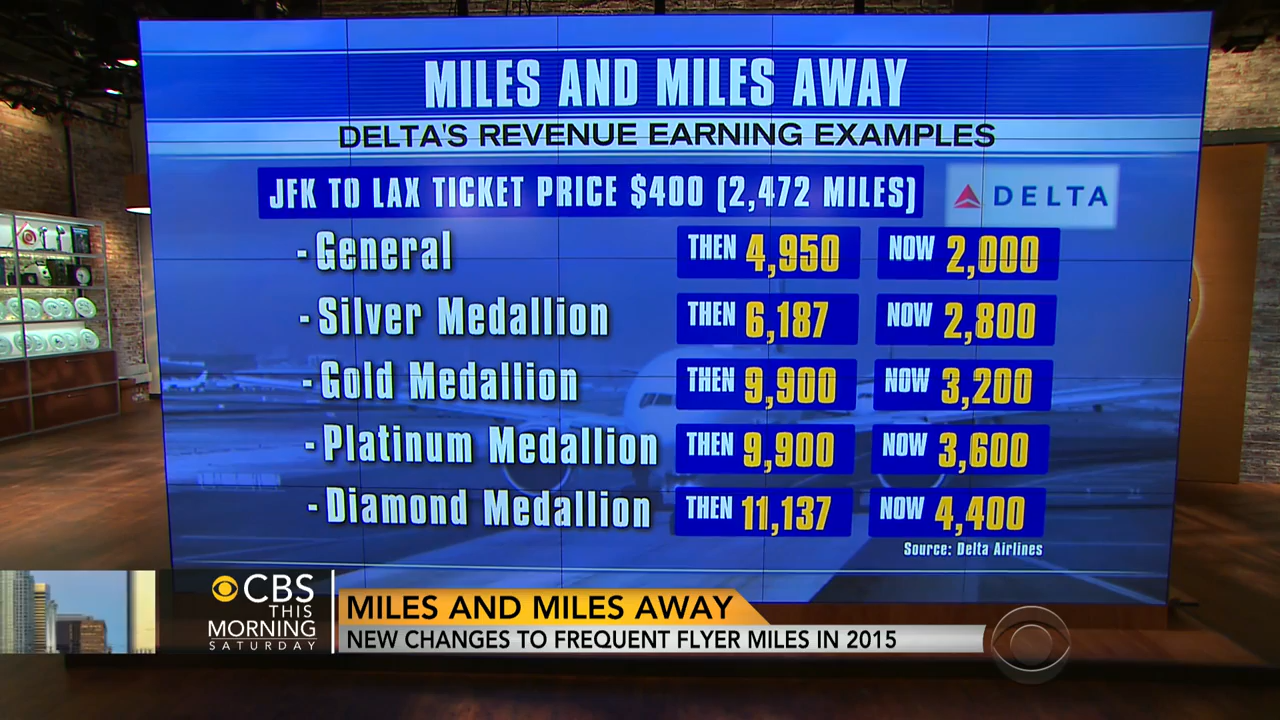 MILES AND MILES AWAY
DELTA'S REVENUE EARNING EXAMPLES
JFK TO LAX TICKET PRICE $400 (2,472 MILES)
DELTA
- General THEN 4,950 NOW 2,000
- Silver Medallion THEN 6,187 NOW 2,800
- Gold Medallion THEN 9,900 NOW 3,200
- Platinum Medallion THEN 9,900 NOW 3,600
- Diamond Medallion THEN 11,137 NOW 4,400
Source: Delta Airlines
CBS
THIS
MORNING
SATURDAY
MILES AND MILES AWAY
NEW CHANGES TO FREQUENT FLYER MILES IN 2015